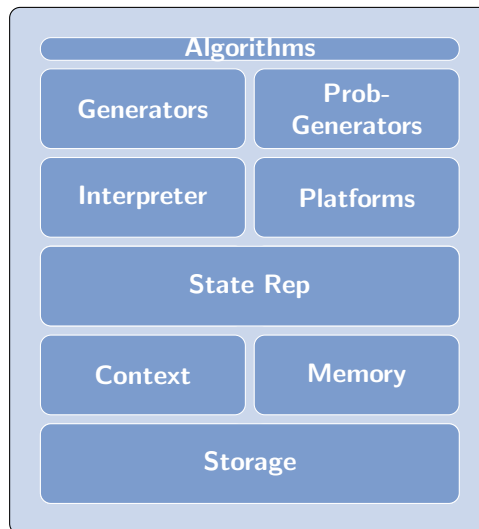 Algorithms
Generators
Prob-
Generators
Interpreter
Platforms
State Rep
Context
Memory
Storage